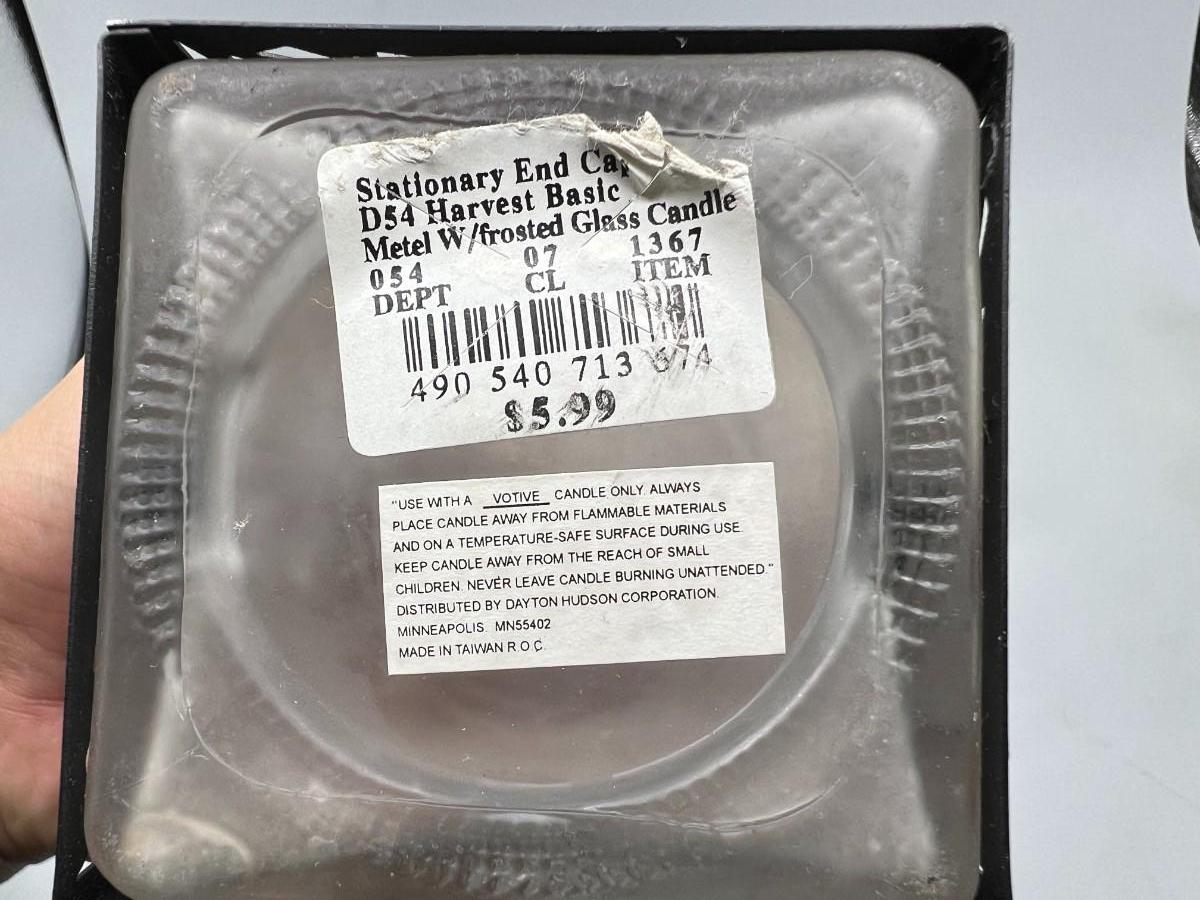 Stationary End Cap
D54 Harvest Basic
Metel W/frosted Glass Candle
054 07 1367
DEPT CL ITEM
490 540 713 674
$5.99
"USE WITH A VOTIVE CANDLE ONLY. ALWAYS
PLACE CANDLE AWAY FROM FLAMMABLE MATERIALS
AND ON A TEMPERATURE-SAFE SURFACE DURING USE.
KEEP CANDLE AWAY FROM THE REACH OF SMALL
CHILDREN. NEVER LEAVE CANDLE BURNING UNATTENDED."
DISTRIBUTED BY DAYTON HUDSON CORPORATION.
MINNEAPOLIS. MN55402
MADE IN TAIWAN R.O.C.